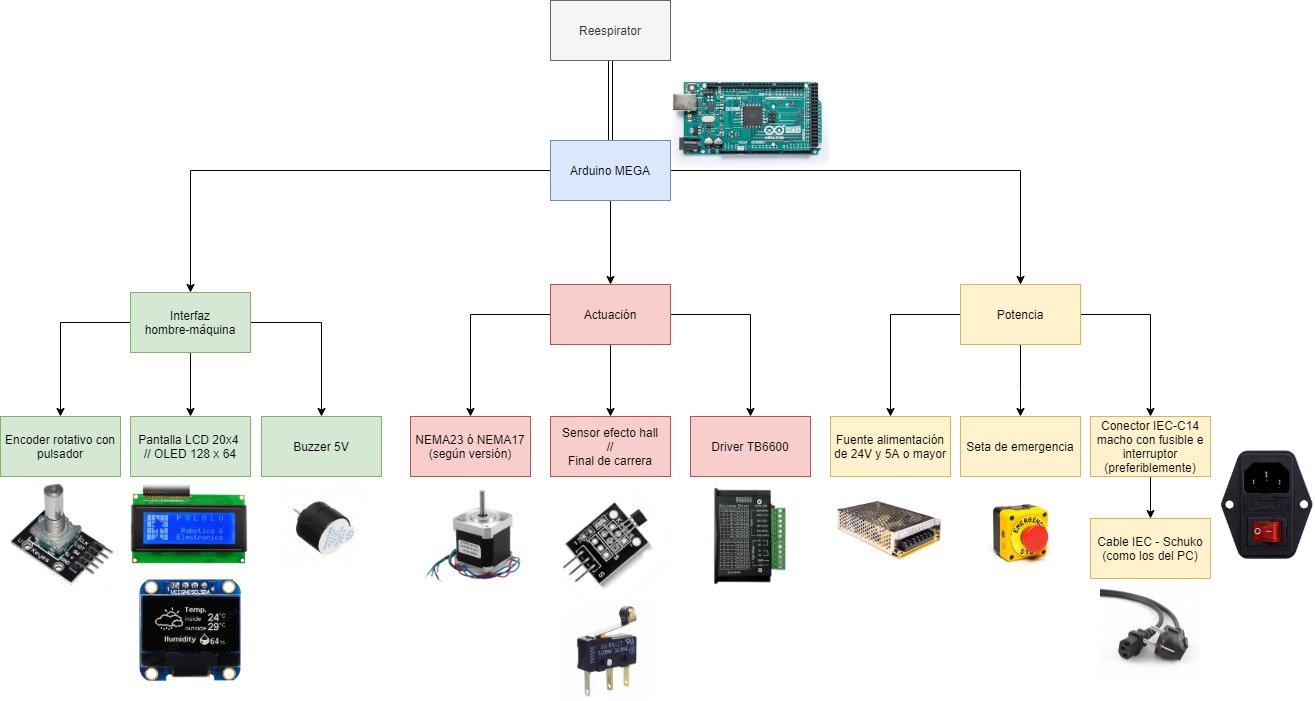 Reespirator
Arduino MEGA
Interfaz
hombre-máquina
Actuación
Potencia
Encoder rotativo con
pulsador
Pantalla LCD 20x4
// OLED 128 x 64
Buzzer 5V
NEMA23 ó NEMA17
(según versión)
Sensor efecto hall
//
Final de carrera
Driver TB6600
Fuente alimentación
de 24V y 5A o mayor
Seta de emergencia
Conector IEC-C14
macho con fusible e
interruptor
(preferiblemente)
Cable IEC - Schuko
(como los del PC)
POLOLU
Robotics &
Electronics
Temp.
inside 24°C
outside 29°C
Humidity 64%